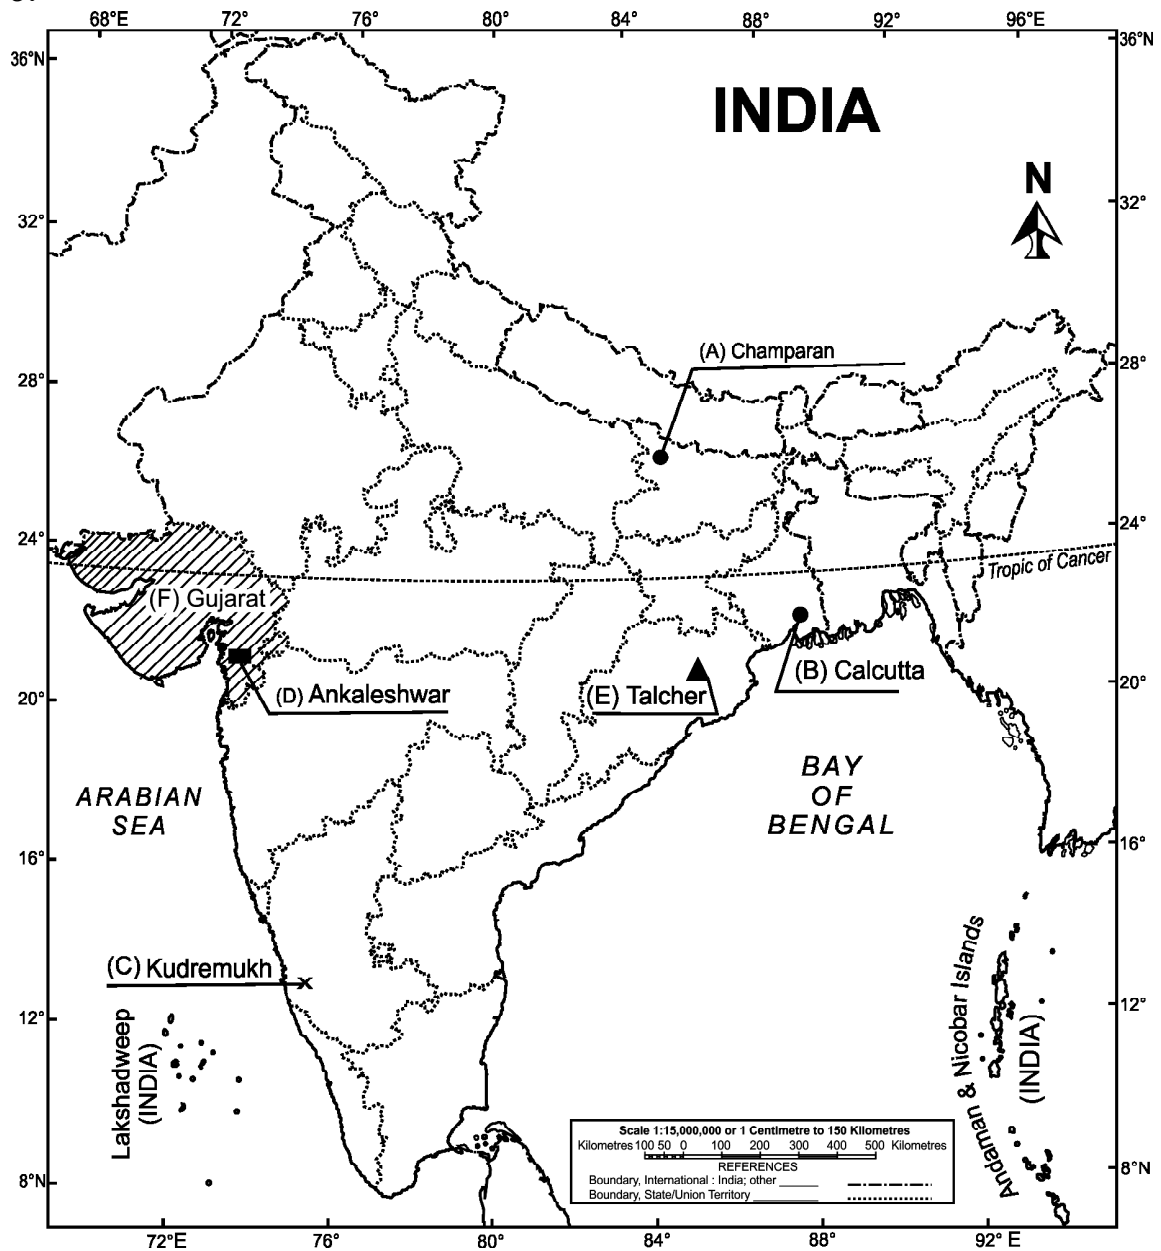 68°E 72° 76° 80° 84° 88° 92° 96°E
36°N 36°N
INDIA
N
32° 32°
(A) Champaran
28° 28°
24° 24°
Tropic of Cancer
(F) Gujarat
(B) Calcutta
(D) Ankaleshwar
(E) Talcher
20° 20°
ARABIAN
SEA
BAY
OF
BENGAL
16° 16°
(C) Kudremukh
12° 12°
Lakshadweep
(INDIA)
Andaman & Nicobar Islands
(INDIA)
Scale 1:15,000,000 or 1 Centimetre to 150 Kilometres
Kilometres 100 50 0 100 200 300 400 500 Kilometres
REFERENCES
Boundary, International : India; other
Boundary, State/Union Territory
8°N 8°N
72°E 76° 80° 84° 88° 92° E